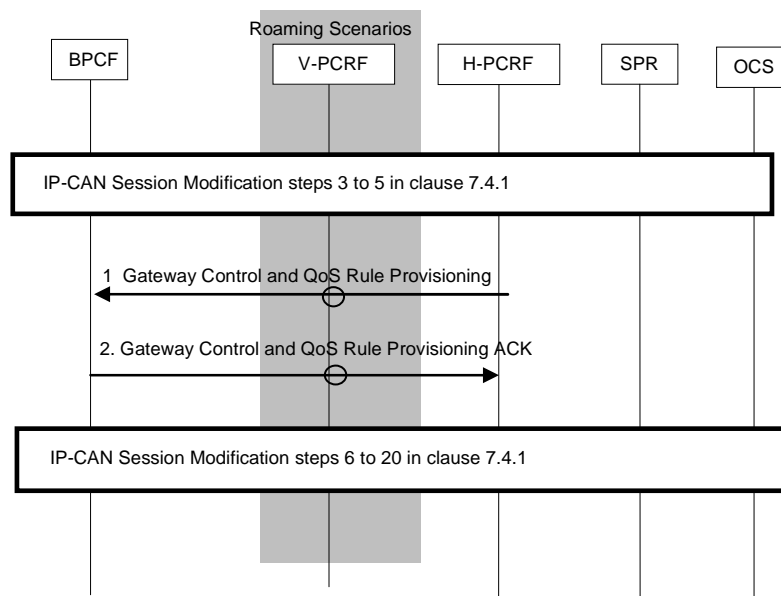 Roaming Scenarios
BPCF
V-PCRF
H-PCRF
SPR
OCS
IP-CAN Session Modification steps 3 to 5 in clause 7.4.1
1 Gateway Control and QoS Rule Provisioning
2. Gateway Control and QoS Rule Provisioning ACK
IP-CAN Session Modification steps 6 to 20 in clause 7.4.1